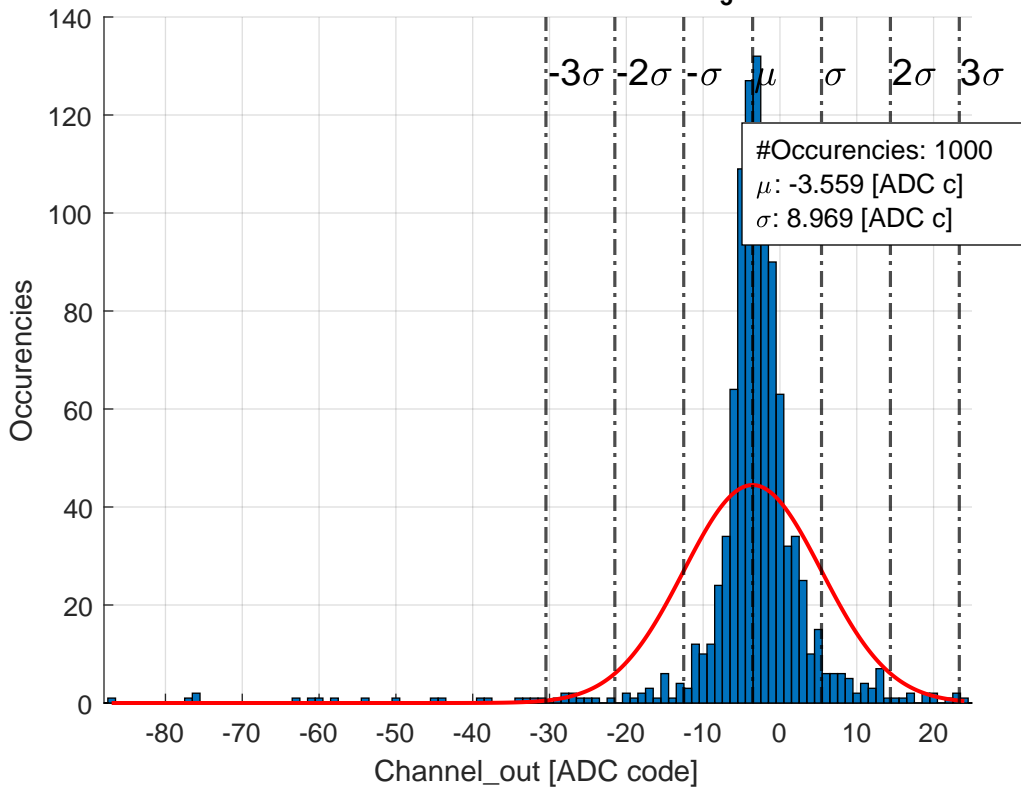 140
120
100
80
60
40
20
0
Occurencies
-3σ -2σ -σ μ σ 2σ 3σ
#Occurencies: 1000
μ: -3.559 [ADC c]
σ: 8.969 [ADC c]
-80 -70 -60 -50 -40 -30 -20 -10 0 10 20
Channel_out [ADC code]